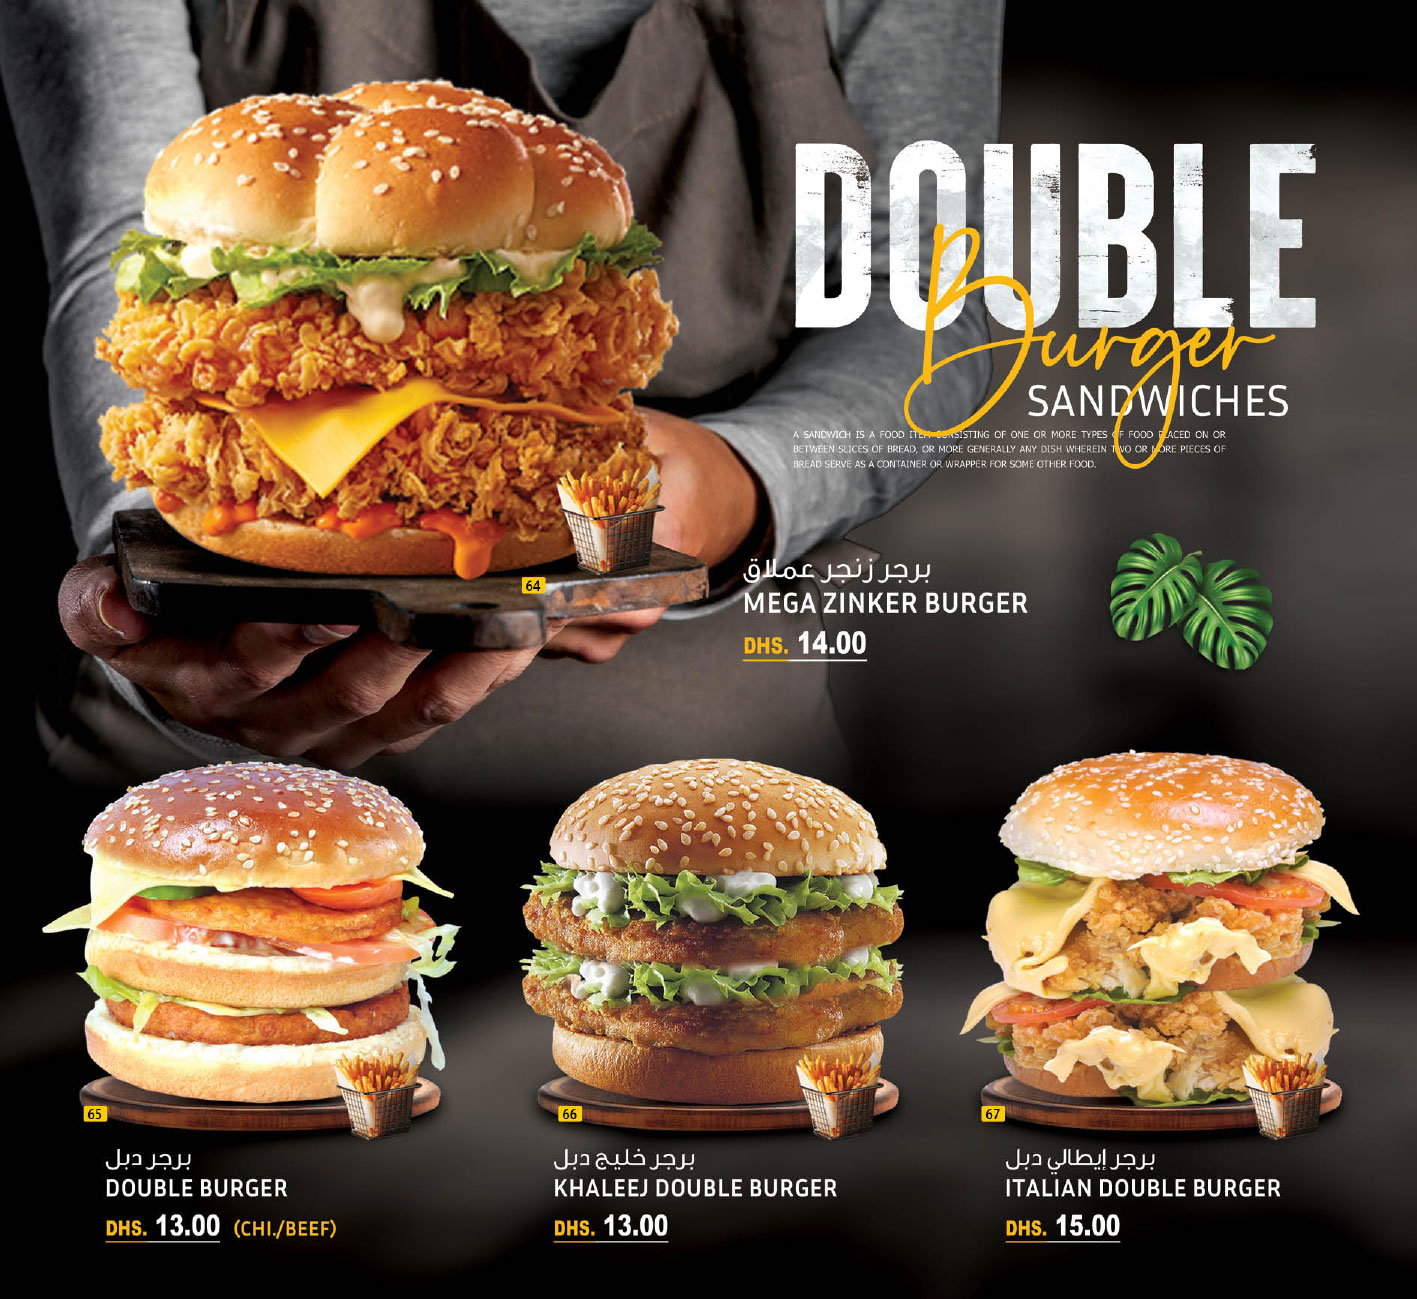 DOUBLE
Burger
SANDWICHES
A SANDWICH IS A FOOD ITEM CONSISTING OF ONE OR MORE TYPES OF FOOD PLACED ON OR
BETWEEN SLICES OF BREAD, OR MORE GENERALLY ANY DISH WHEREIN TWO OR MORE PIECES OF
BREAD SERVE AS A CONTAINER OR WRAPPER FOR SOME OTHER FOOD.
64
برجر زنجر عملاق
MEGA ZINKER BURGER
DHS. 14.00
65
برجر دبل
DOUBLE BURGER
DHS. 13.00 (CHI./BEEF)
66
برجر خليج دبل
KHALEEJ DOUBLE BURGER
DHS. 13.00
67
برجر إيطالي دبل
ITALIAN DOUBLE BURGER
DHS. 15.00